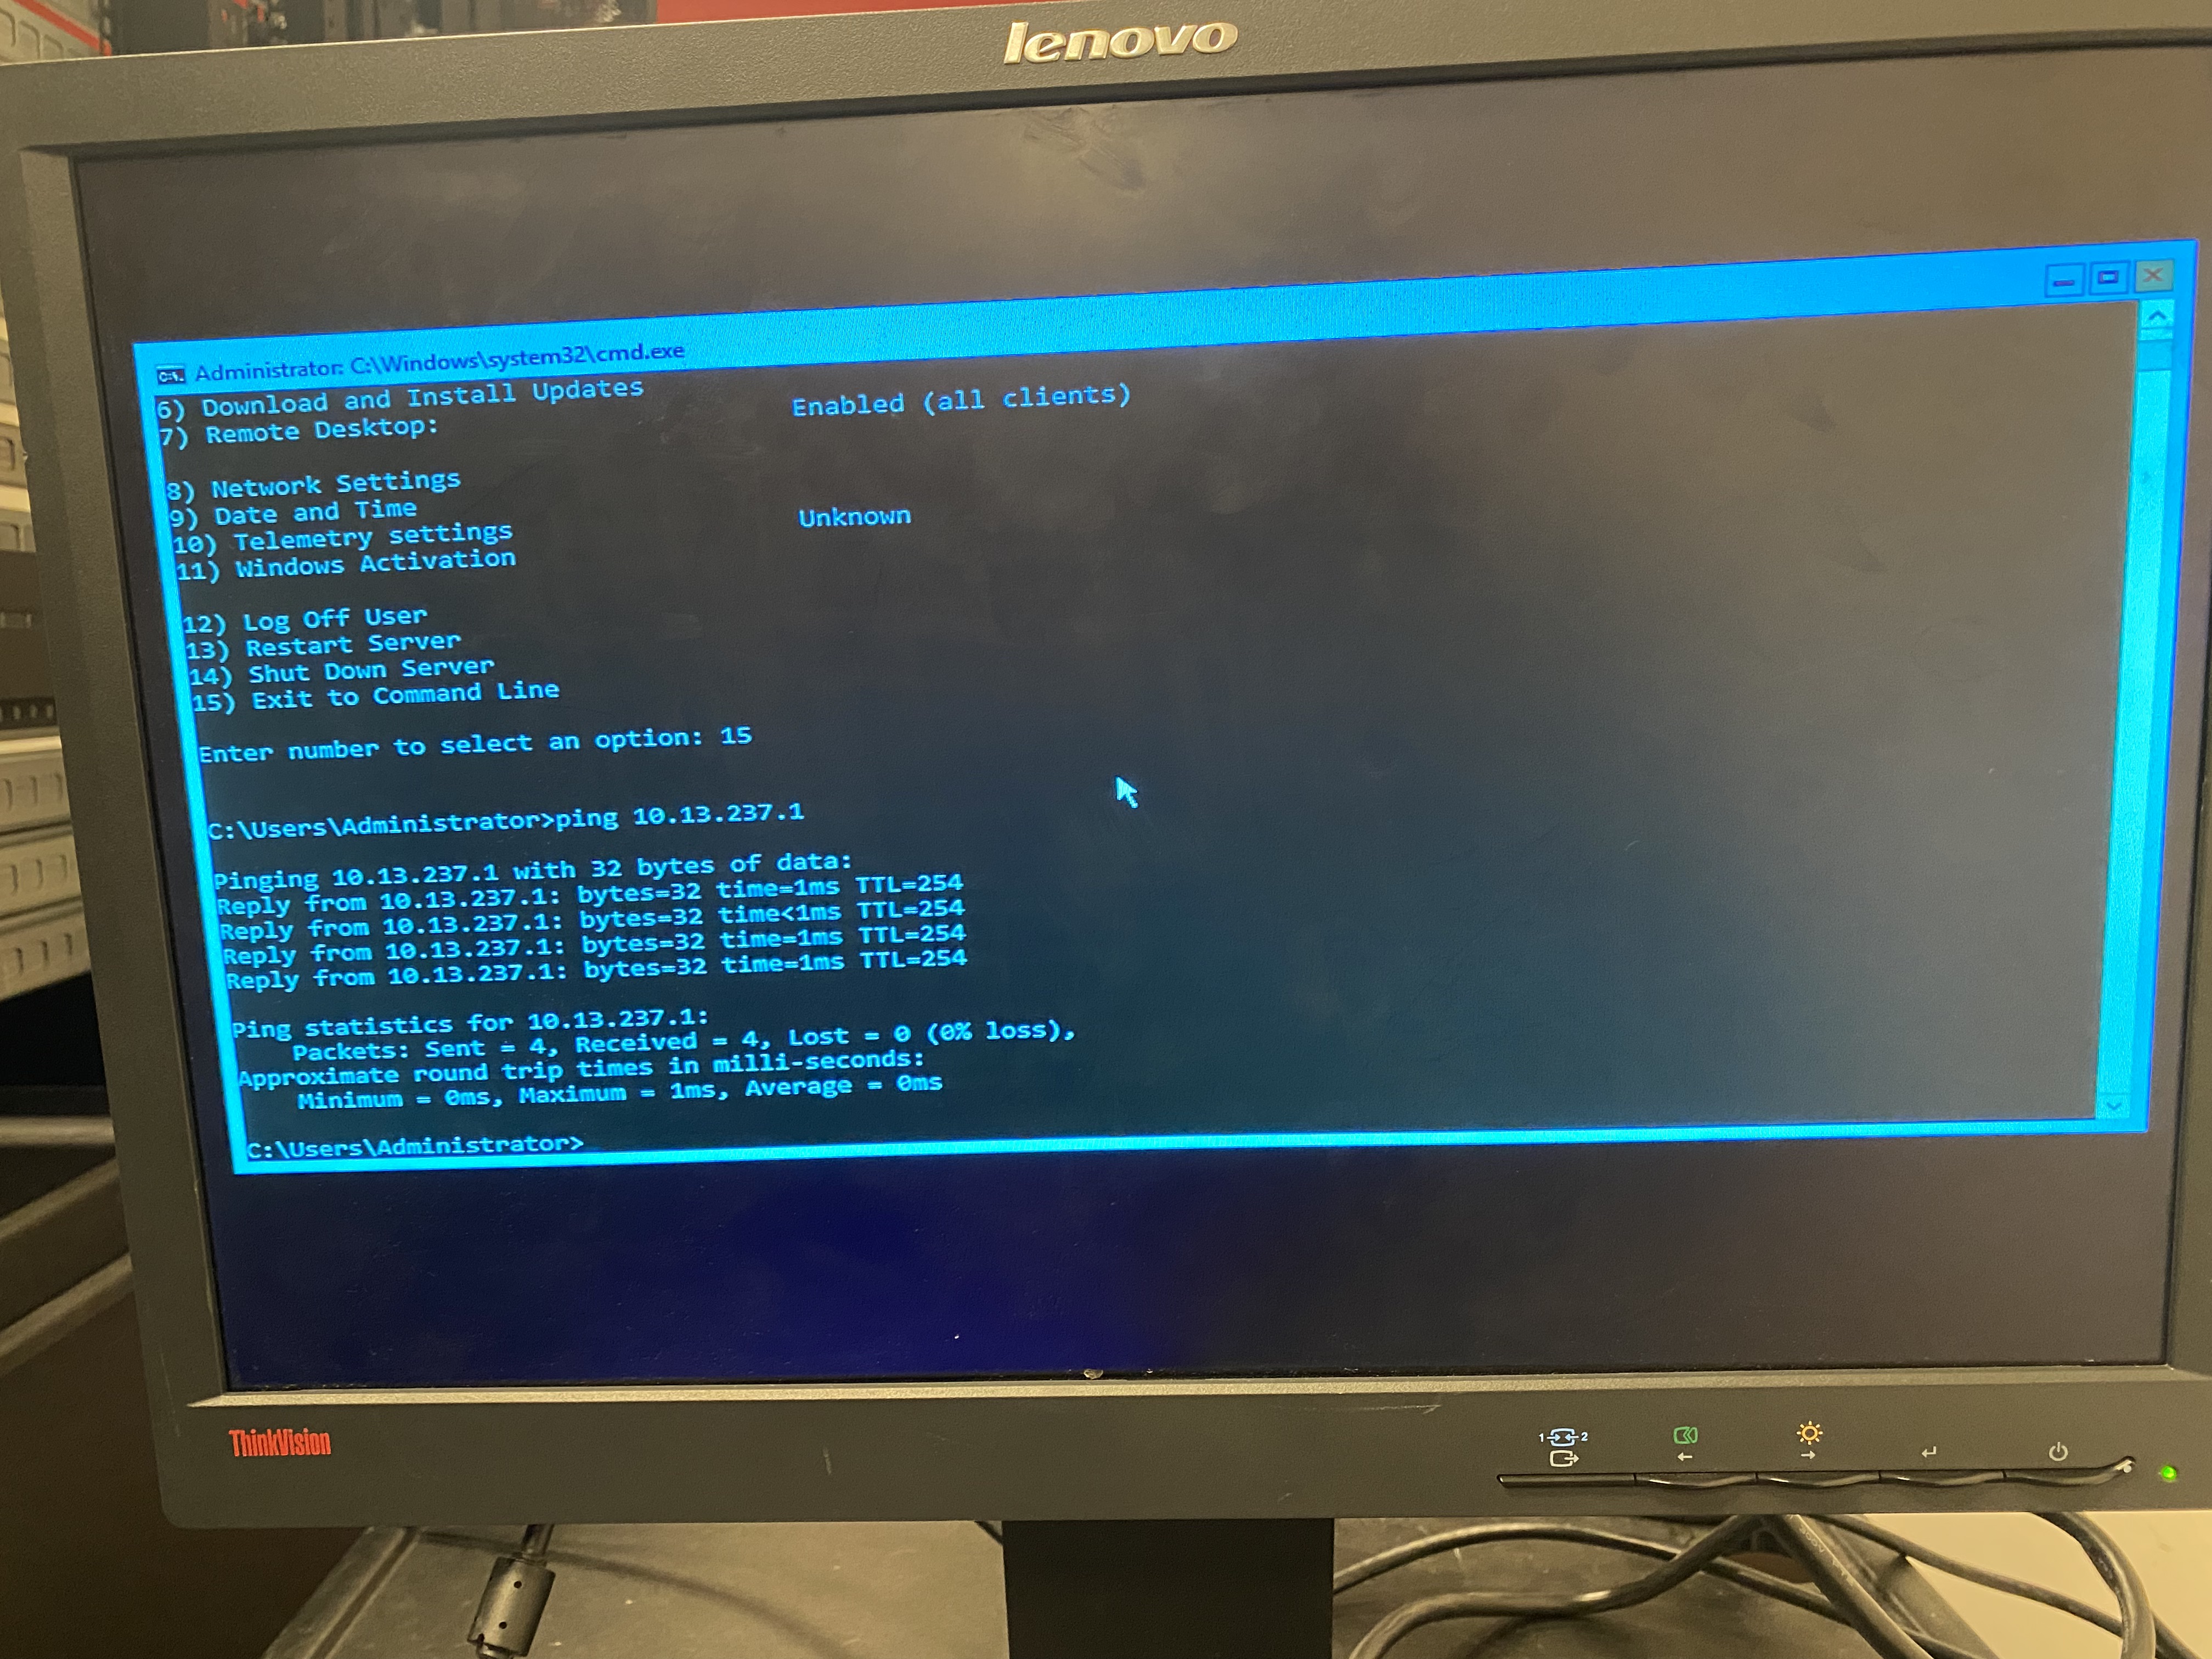 lenovo
Administrator: C:\Windows\system32\cmd.exe
6) Download and Install Updates
7) Remote Desktop: Enabled (all clients)
8) Network Settings
9) Date and Time
10) Telemetry settings Unknown
11) Windows Activation
12) Log Off User
13) Restart Server
14) Shut Down Server
15) Exit to Command Line
Enter number to select an option: 15
C:\Users\Administrator>ping 10.13.237.1
Pinging 10.13.237.1 with 32 bytes of data:
Reply from 10.13.237.1: bytes=32 time=1ms TTL=254
Reply from 10.13.237.1: bytes=32 time<1ms TTL=254
Reply from 10.13.237.1: bytes=32 time=1ms TTL=254
Reply from 10.13.237.1: bytes=32 time=1ms TTL=254
Ping statistics for 10.13.237.1:
Packets: Sent = 4, Received = 4, Lost = 0 (0% loss),
Approximate round trip times in milli-seconds:
Minimum = 0ms, Maximum = 1ms, Average = 0ms
C:\Users\Administrator>
ThinkVision
1 2